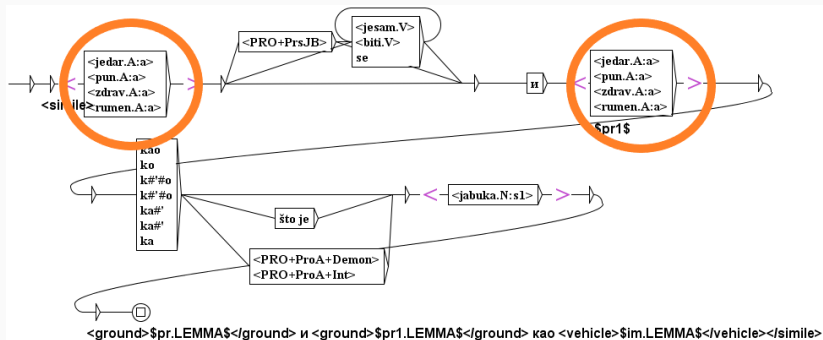 <jedar.A:a>
<pun.A:a>
<zdrav.A:a>
<rumen.A:a>
<simile>
<PRO+PrsJB>
<jesam.V>
<biti.V>
se
и
<jedar.A:a>
<pun.A:a>
<zdrav.A:a>
<rumen.A:a>
$pr1$
као
ko
k#'#o
k#'#o
ka#'
ka#'
ka
što je
<PRO+ProA+Demon>
<PRO+ProA+Int>
<jabuka.N:s1>
<ground>$pr.LEMMA$</ground> и <ground>$pr1.LEMMA$</ground> као <vehicle>$im.LEMMA$</vehicle></simile>